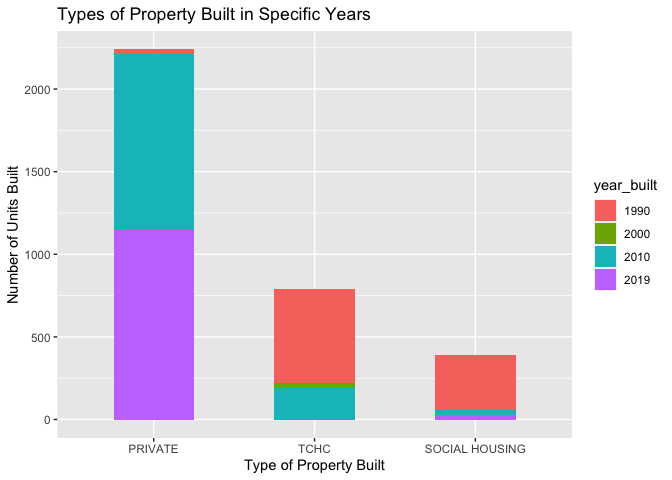 Types of Property Built in Specific Years
Number of Units Built
2000
1500
1000
500
0
PRIVATE
TCHC
SOCIAL HOUSING
Type of Property Built
year_built
1990
2000
2010
2019